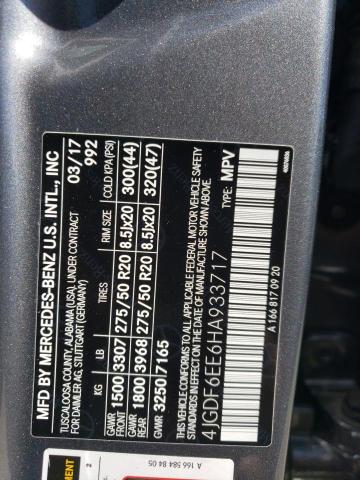 MFD BY MERCEDES-BENZ U.S. INTL., INC
TUSCALOOSA COUNTY, ALABAMA (USA), UNDER CONTRACT 03/17
FOR DAIMLER AG, STUTTGART (GERMANY) 992
KG LB TIRES RIM SIZE COLD KPA(PSI)
GAWR FRONT 1500 3307 275/50 R20 8.5Jx20 300(44)
GAWR REAR 1800 3968 275/50 R20 8.5Jx20 320(47)
GVWR 3250 7165
THIS VEHICLE CONFORMS TO ALL APPLICABLE FEDERAL MOTOR VEHICLE SAFETY
STANDARDS IN EFFECT ON THE DATE OF MANUFACTURE SHOWN ABOVE.
4JGDF6EE6HA933717 TYPE: MPV
A 166 817 09 20
A 166 584 84 05
2